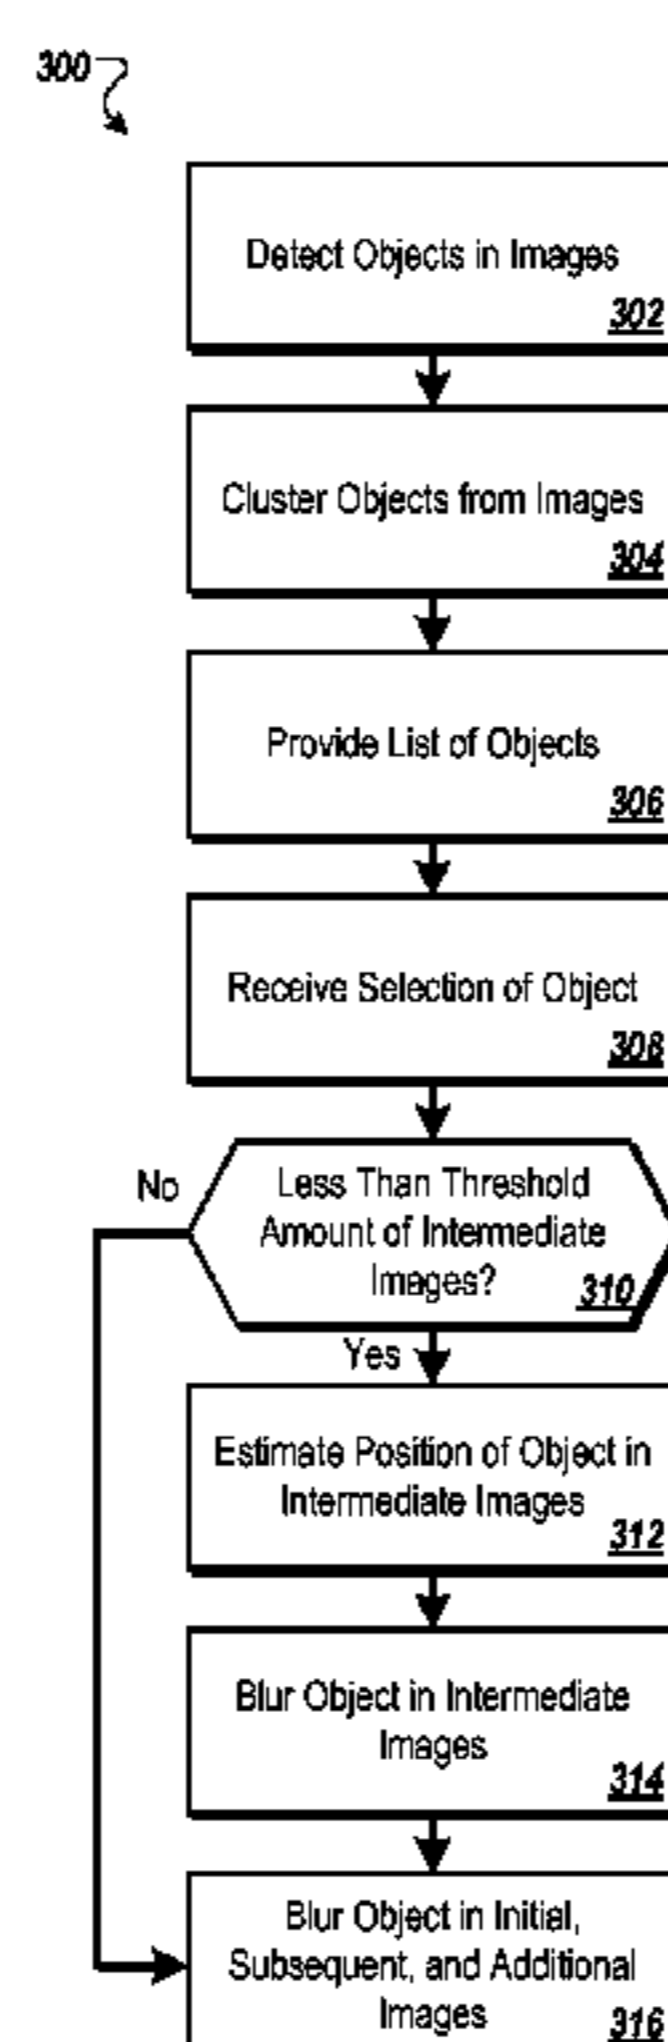 300
Detect Objects in Images
302
Cluster Objects from Images
304
Provide List of Objects
306
Receive Selection of Object
308
No
Less Than Threshold
Amount of Intermediate
Images?
310
Yes
Estimate Position of Object in
Intermediate Images
312
Blur Object in Intermediate
Images
314
Blur Object in Initial,
Subsequent, and Additional
Images
316